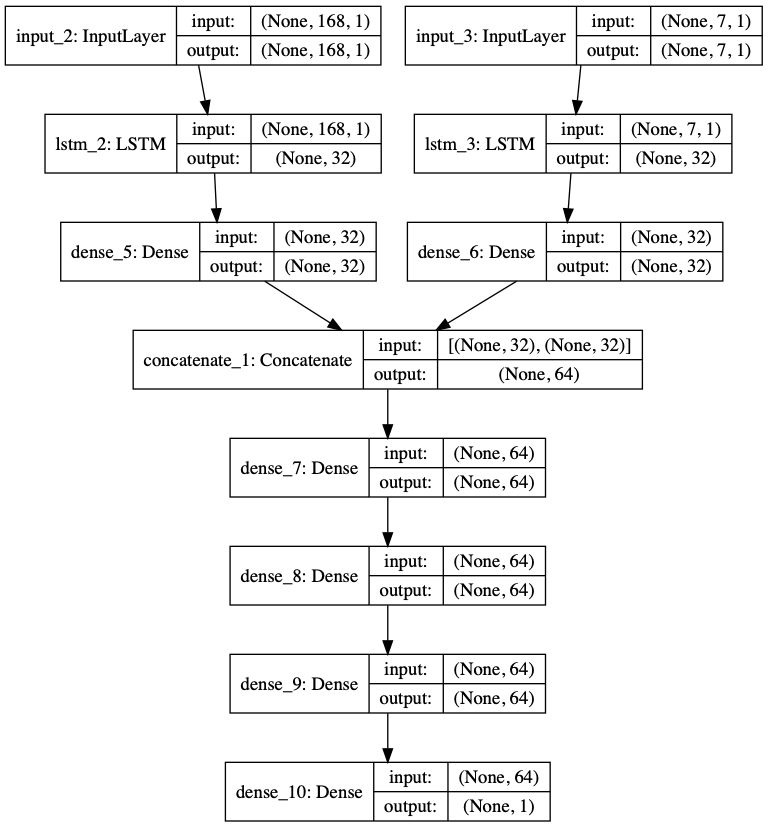 input_2: InputLayer
input: (None, 168, 1)
output: (None, 168, 1)
input_3: InputLayer
input: (None, 7, 1)
output: (None, 7, 1)
lstm_2: LSTM
input: (None, 168, 1)
output: (None, 32)
lstm_3: LSTM
input: (None, 7, 1)
output: (None, 32)
dense_5: Dense
input: (None, 32)
output: (None, 32)
dense_6: Dense
input: (None, 32)
output: (None, 32)
concatenate_1: Concatenate
input: [(None, 32), (None, 32)]
output: (None, 64)
dense_7: Dense
input: (None, 64)
output: (None, 64)
dense_8: Dense
input: (None, 64)
output: (None, 64)
dense_9: Dense
input: (None, 64)
output: (None, 64)
dense_10: Dense
input: (None, 64)
output: (None, 1)